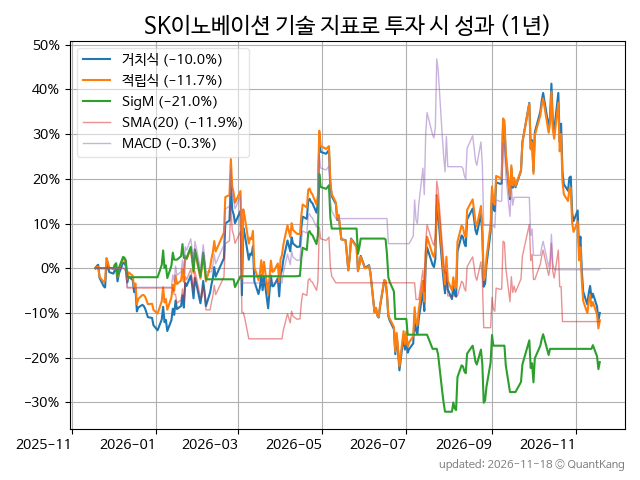 SK이노베이션 기술 지표로 투자 시 성과 (1년)
50%
40%
30%
20%
10%
0%
−10%
−20%
−30%
거치식 (−10.0%)
적립식 (−11.7%)
SigM (−21.0%)
SMA(20) (−11.9%)
MACD (−0.3%)
2025-11 2026-01 2026-03 2026-05 2026-07 2026-09 2026-11
updated: 2026-11-18 © QuantKang